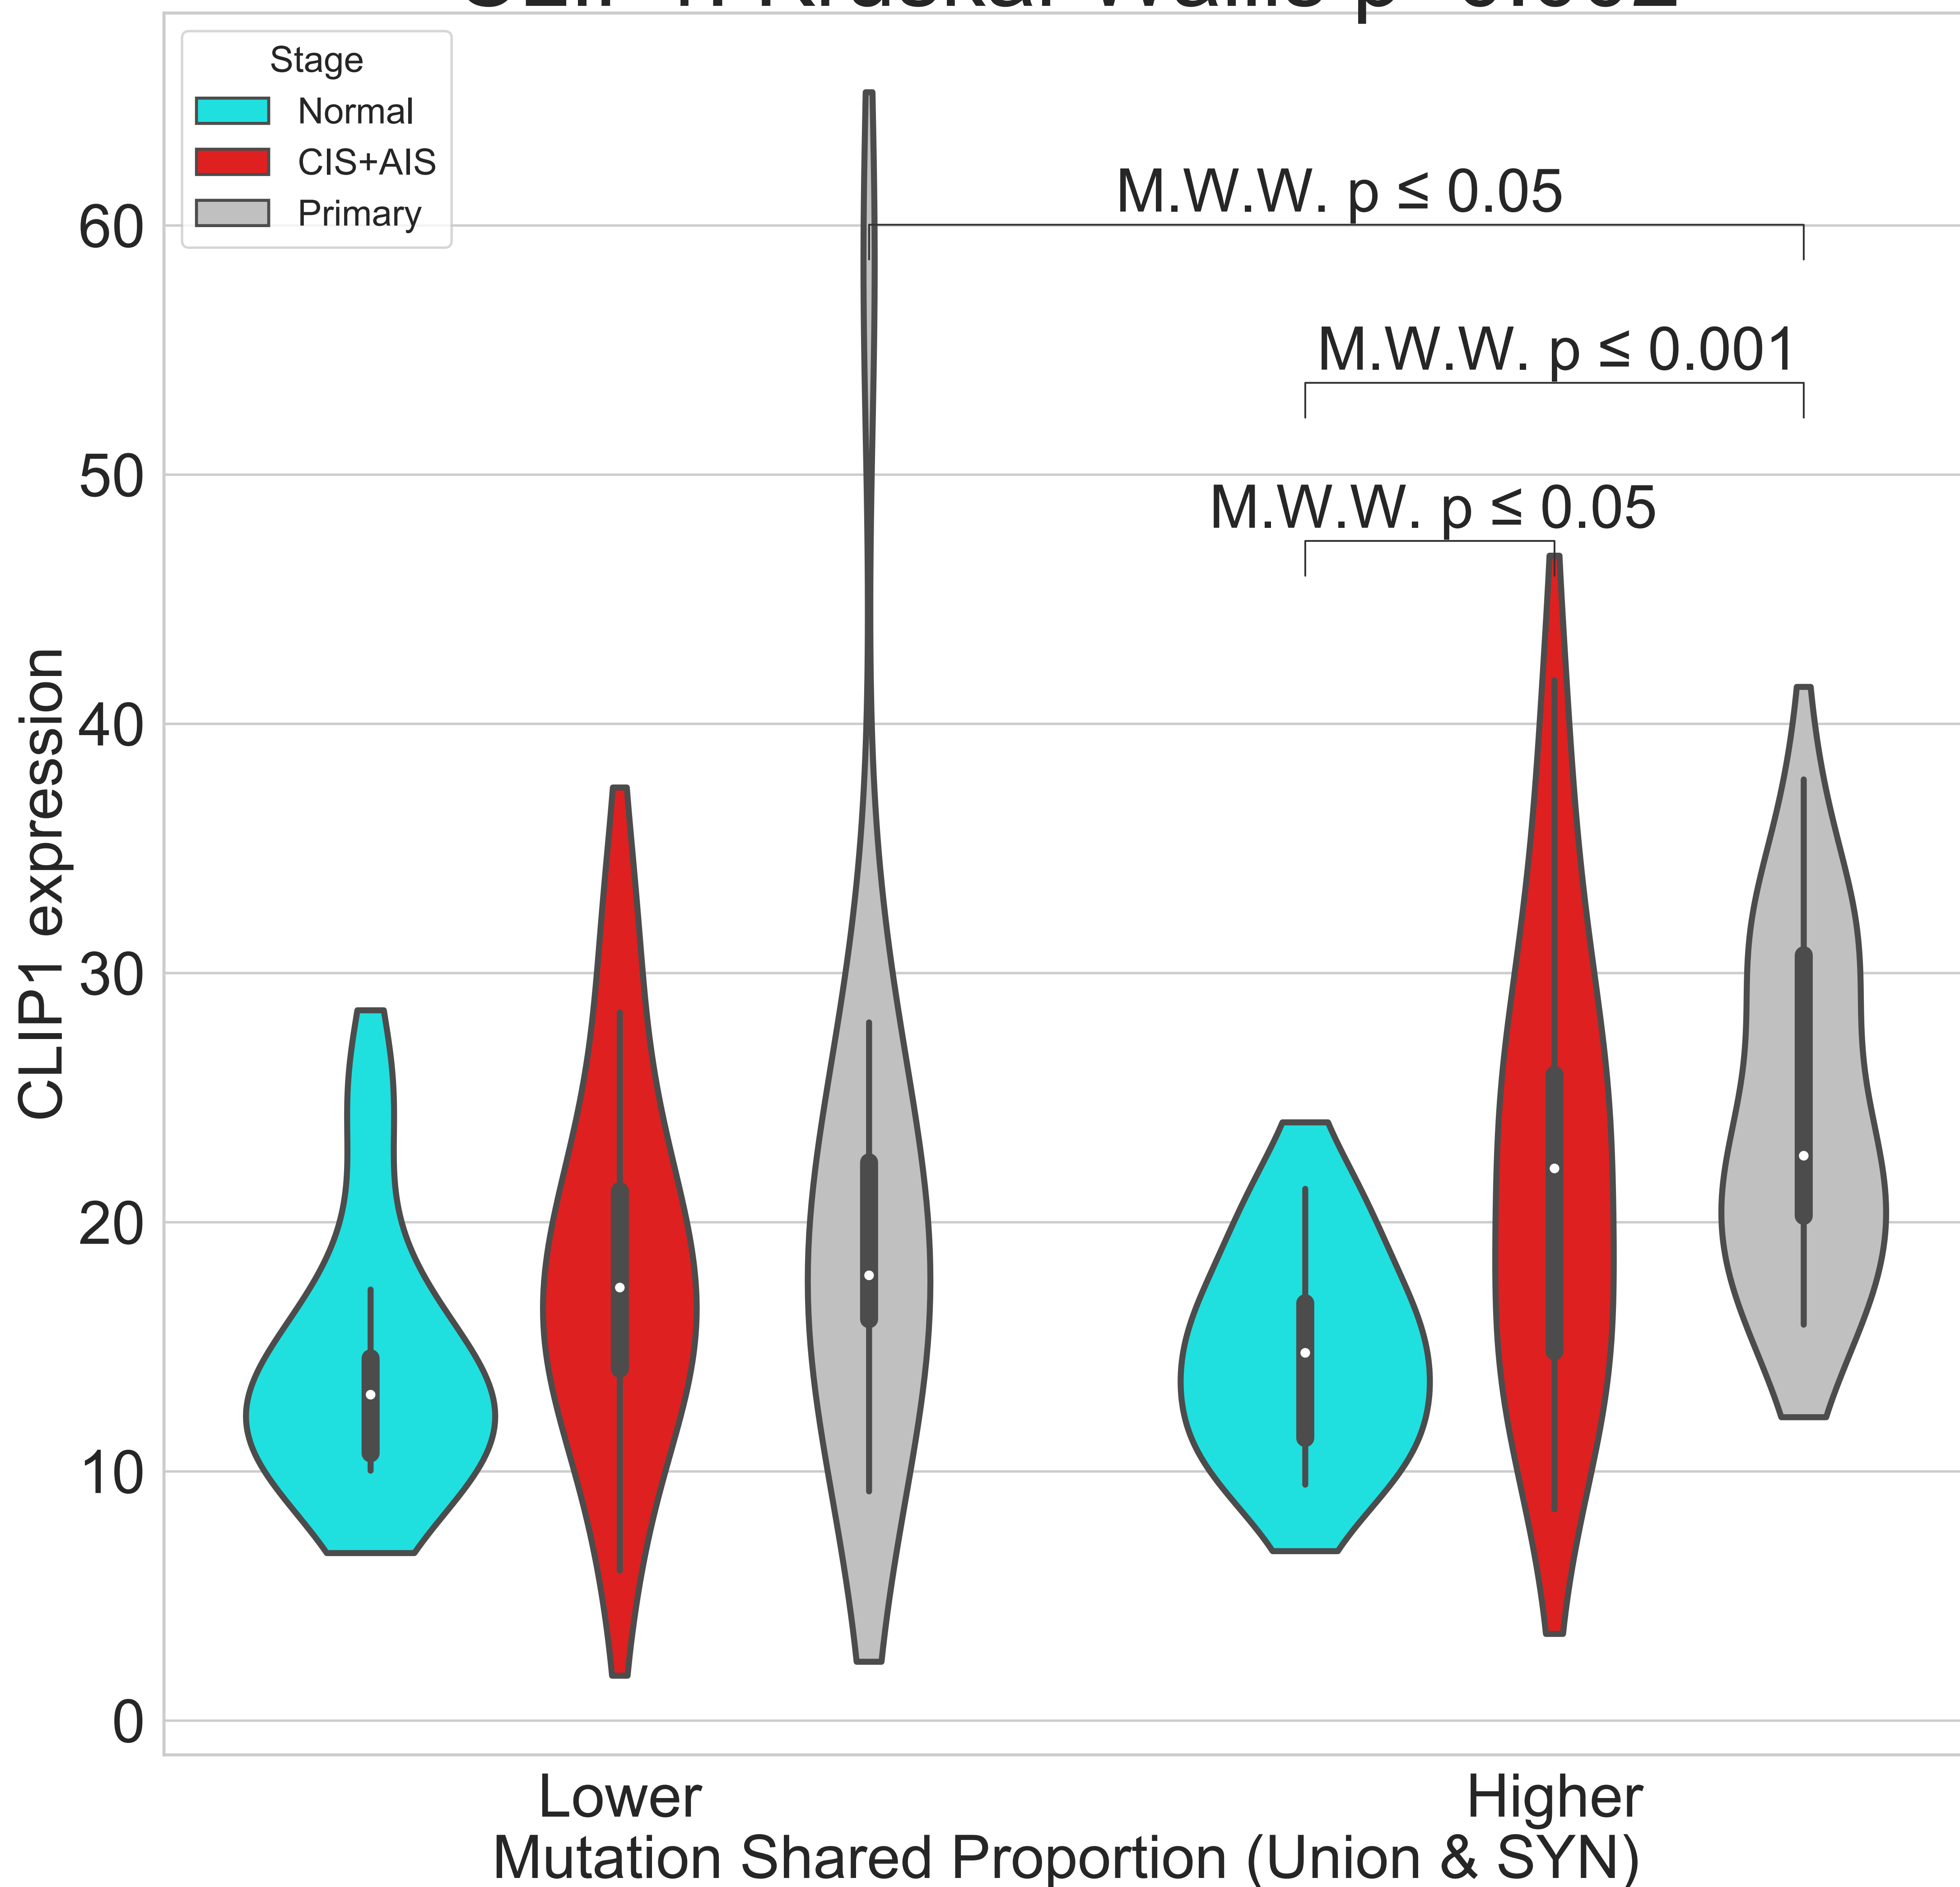 Stage
Normal
CIS+AIS
Primary
M.W.W. p ≤ 0.05
M.W.W. p ≤ 0.001
M.W.W. p ≤ 0.05
60
50
40
30
20
10
0
CLIP1 expression
Lower
Higher
Mutation Shared Proportion (Union & SYN)